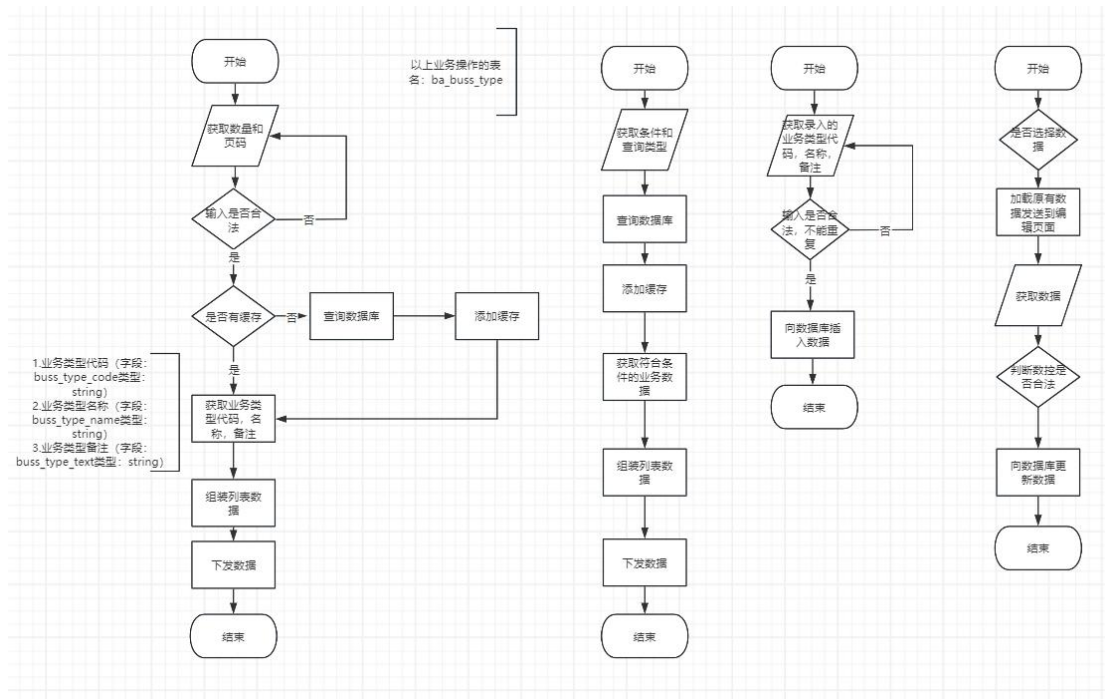 开始
获取数量和
页码
输入是否合
法
否
是
是否有缓存
否
查询数据库
添加缓存
是
1.业务类型代码（字段：
buss_type_code类型：
string）
2.业务类型名称（字段：
buss_type_name类型：
string）
3.业务类型备注（字段：
buss_type_text类型：string）
获取业务类
型代码，名
称，备注
组装列表数
据
下发数据
结束
以上业务操作的表
名：ba_buss_type
开始
获取条件和
查询类型
查询数据库
添加缓存
获取符合条
件的业务数
据
组装列表数
据
下发数据
结束
开始
获取录入的
业务类型代
码，名称，
备注
输入是否合
法，不能重
复
否
是
向数据库插
入数据
结束
开始
是否选择数
据
加载原有数
据发送到编
辑页面
获取数据
判断数控是
否合法
向数据库更
新数据
结束